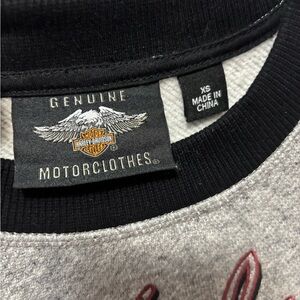 GENUINE
HARLEY-DAVIDSON
MOTORCLOTHES®
XS
MADE IN
CHINA